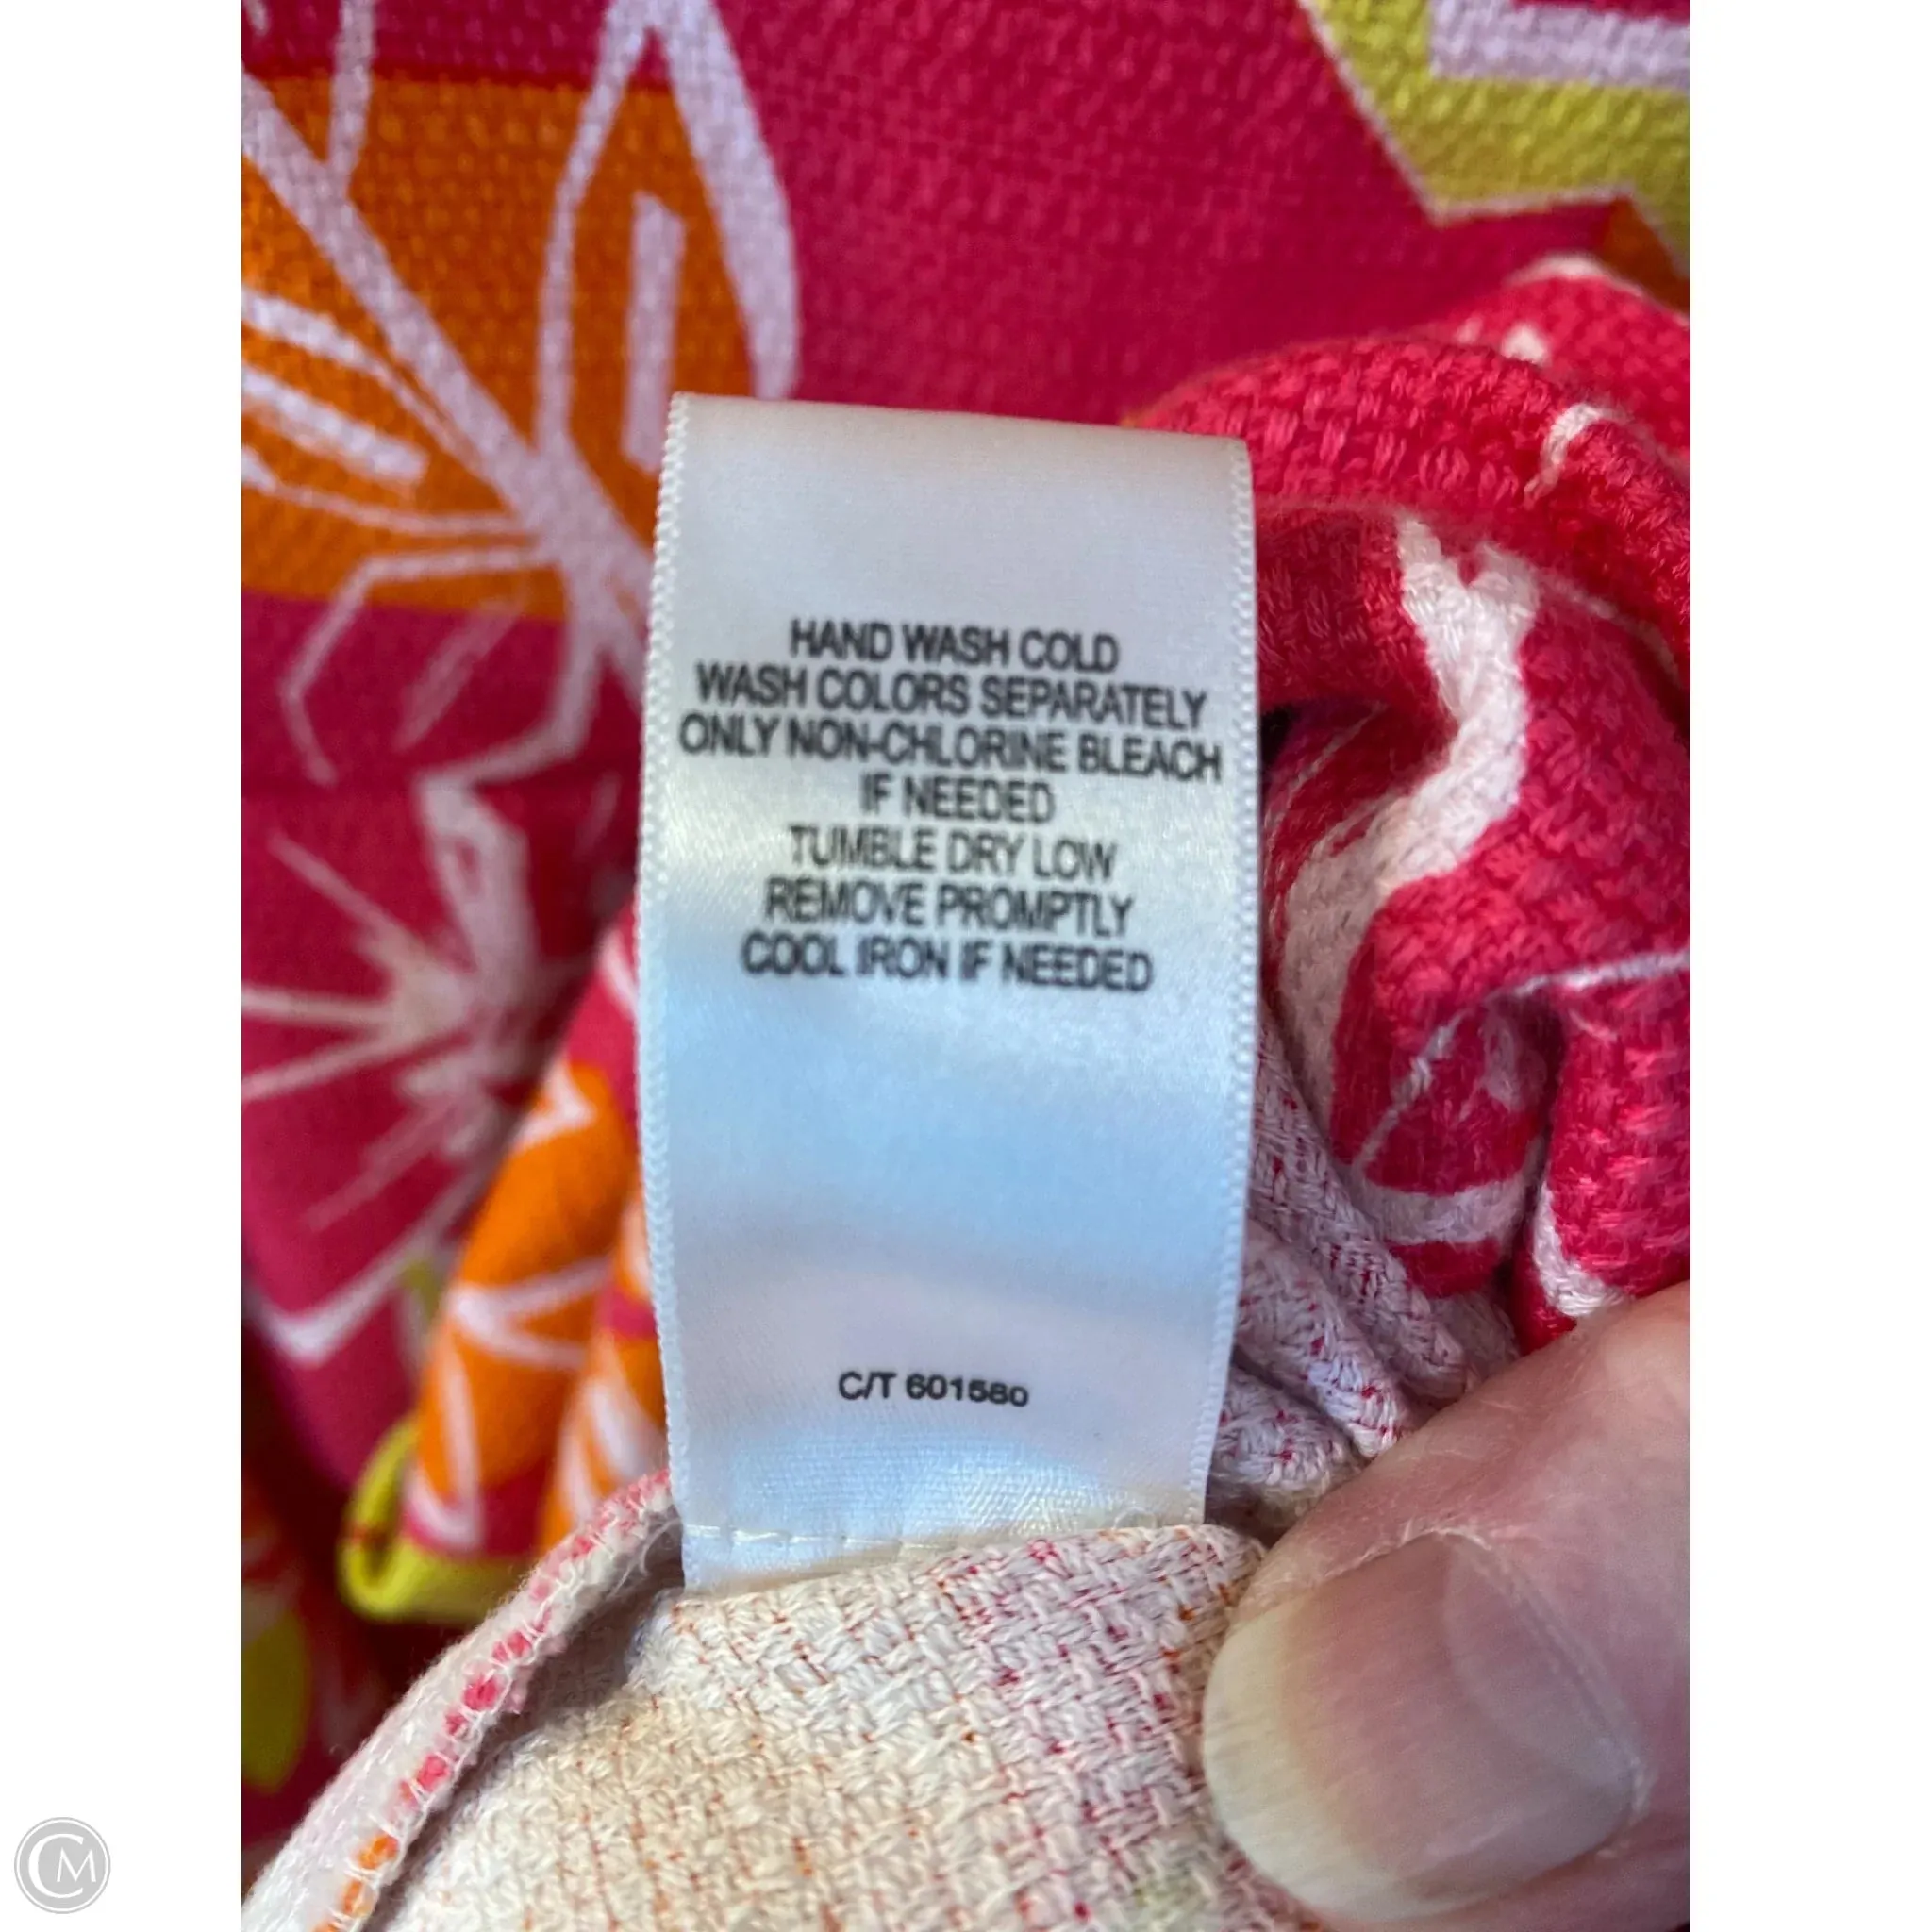 HAND WASH COLD
WASH COLORS SEPARATELY
ONLY NON-CHLORINE BLEACH
IF NEEDED
TUMBLE DRY LOW
REMOVE PROMPTLY
COOL IRON IF NEEDED
C/T 601580
CM